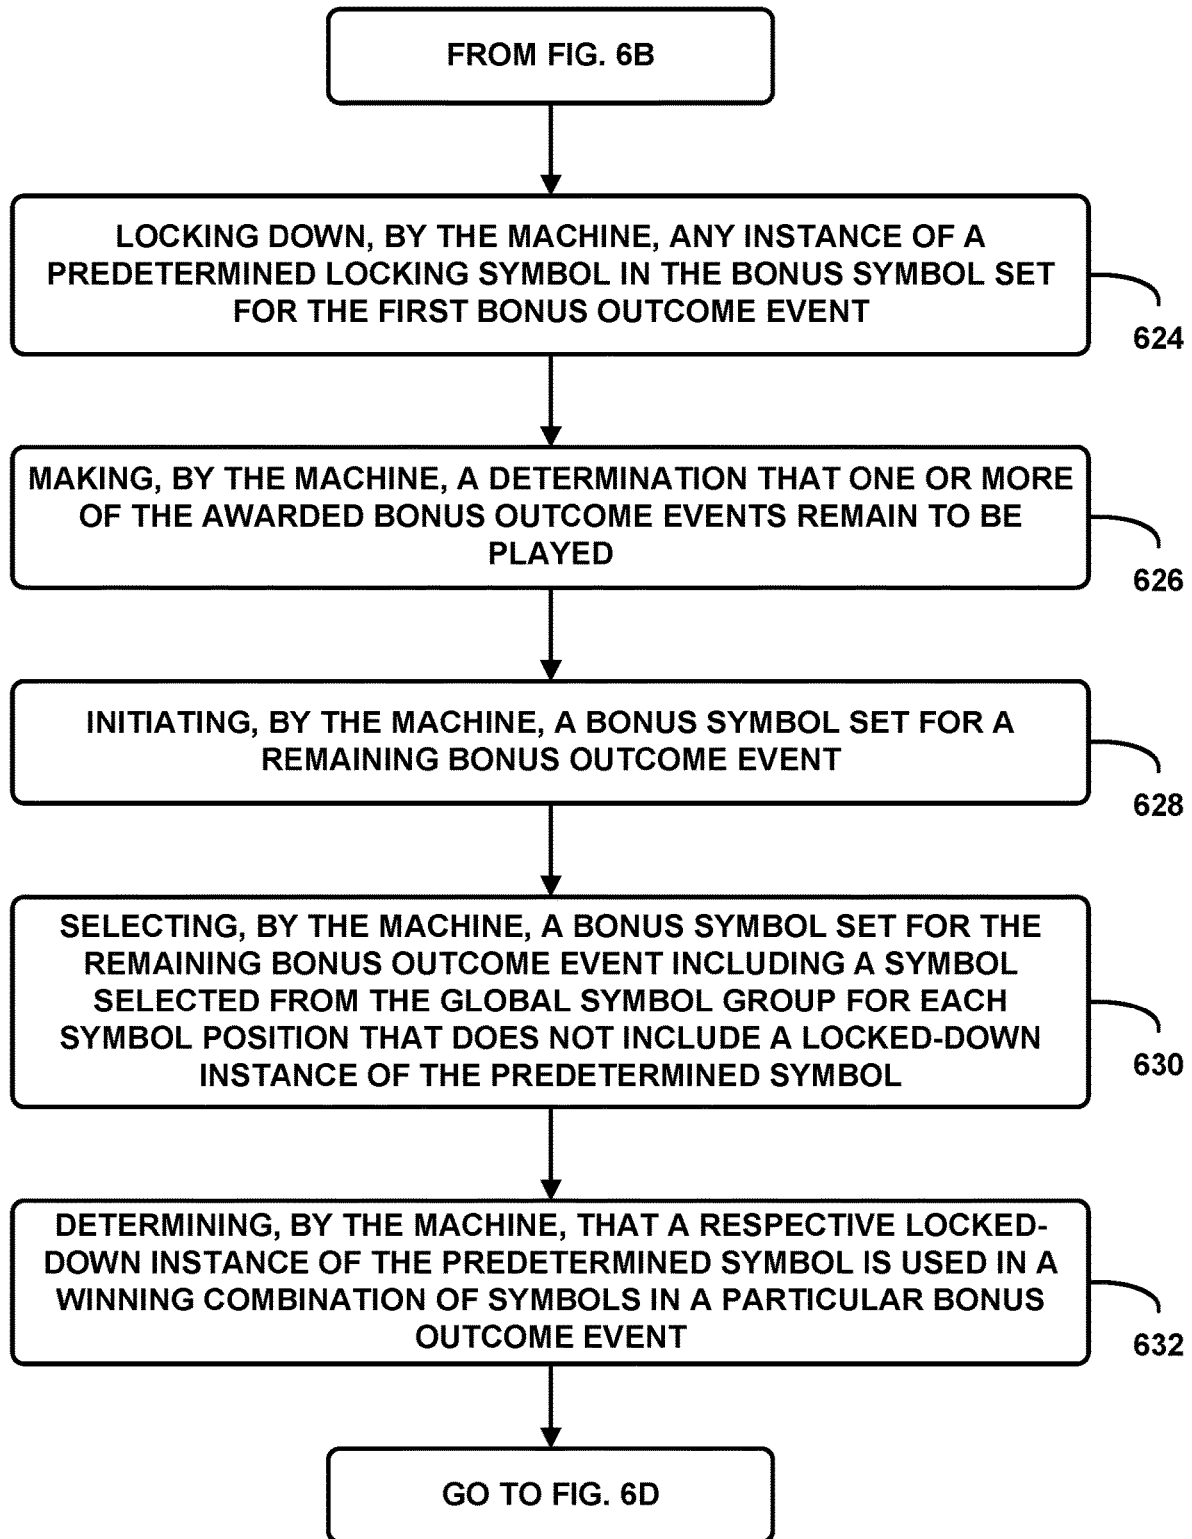 FROM FIG. 6B
LOCKING DOWN, BY THE MACHINE, ANY INSTANCE OF A
PREDETERMINED LOCKING SYMBOL IN THE BONUS SYMBOL SET
FOR THE FIRST BONUS OUTCOME EVENT
624
MAKING, BY THE MACHINE, A DETERMINATION THAT ONE OR MORE
OF THE AWARDED BONUS OUTCOME EVENTS REMAIN TO BE
PLAYED
626
INITIATING, BY THE MACHINE, A BONUS SYMBOL SET FOR A
REMAINING BONUS OUTCOME EVENT
628
SELECTING, BY THE MACHINE, A BONUS SYMBOL SET FOR THE
REMAINING BONUS OUTCOME EVENT INCLUDING A SYMBOL
SELECTED FROM THE GLOBAL SYMBOL GROUP FOR EACH
SYMBOL POSITION THAT DOES NOT INCLUDE A LOCKED-DOWN
INSTANCE OF THE PREDETERMINED SYMBOL
630
DETERMINING, BY THE MACHINE, THAT A RESPECTIVE LOCKED-
DOWN INSTANCE OF THE PREDETERMINED SYMBOL IS USED IN A
WINNING COMBINATION OF SYMBOLS IN A PARTICULAR BONUS
OUTCOME EVENT
632
GO TO FIG. 6D